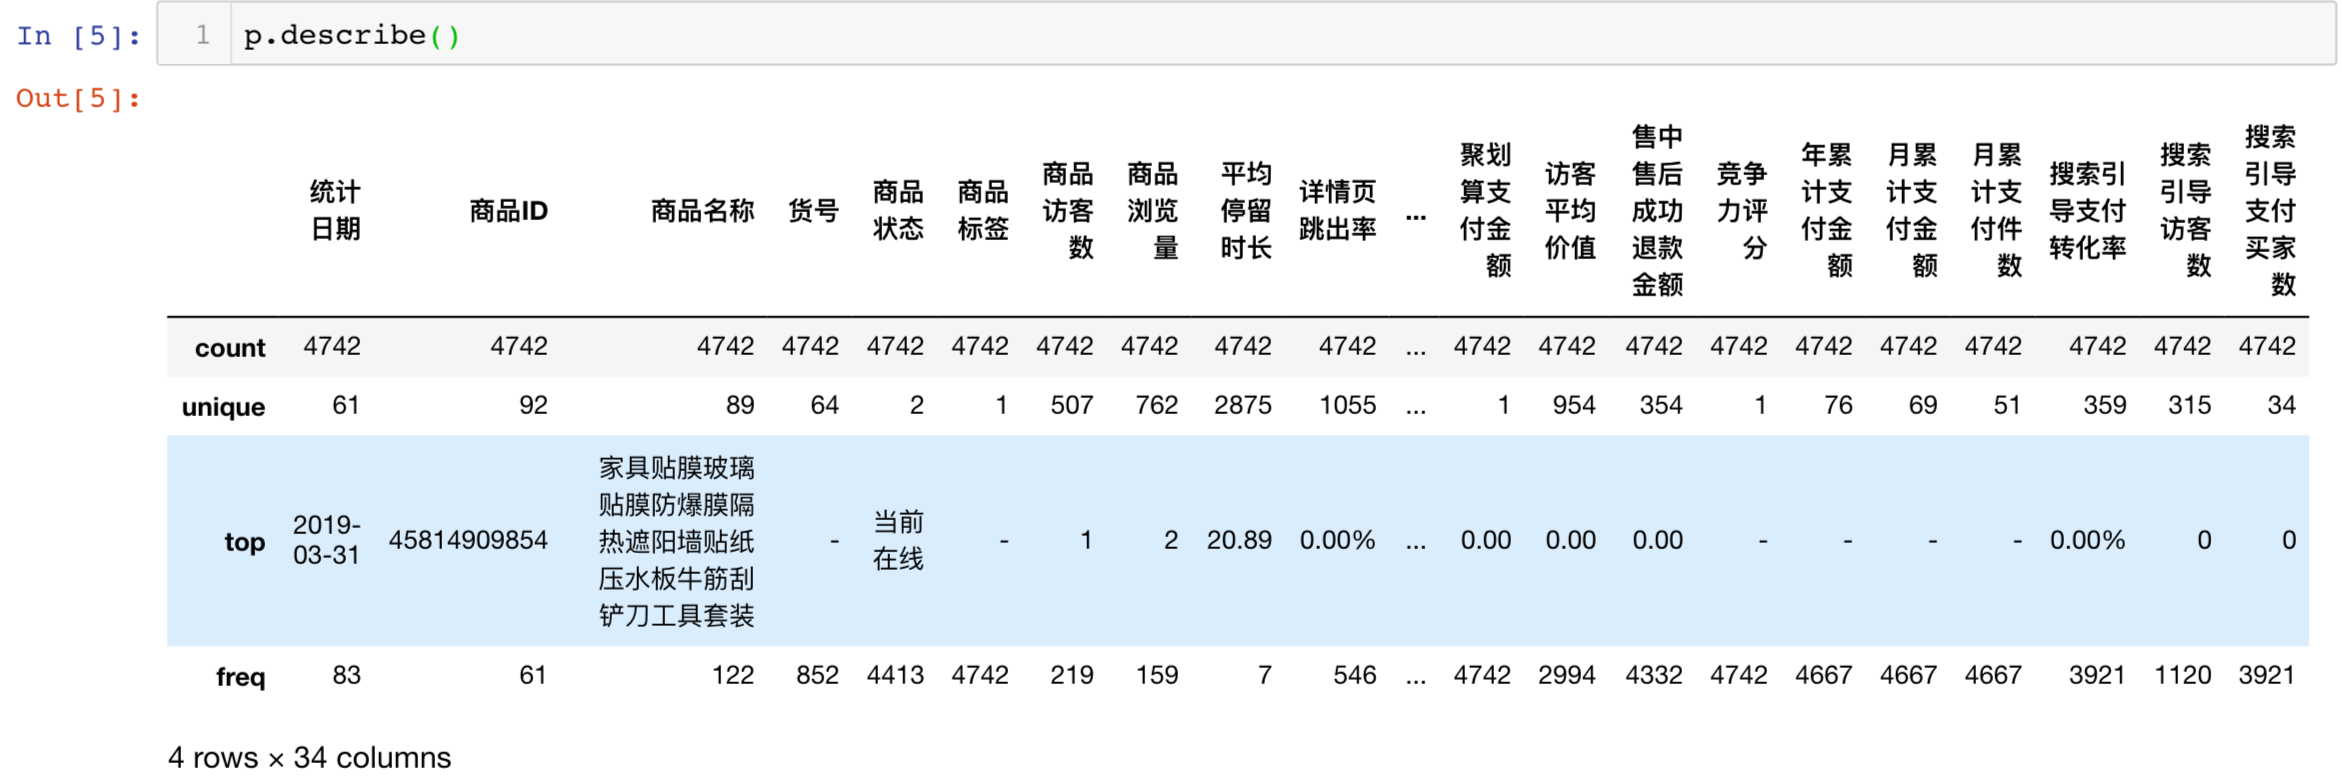 In [5]: 1 p.describe()
Out[5]:
统计日期 商品ID 商品名称 货号 商品状态 商品标签 商品访客数 商品浏览量 平均停留时长 详情页跳出率 ... 聚划算支付金额 访客平均价值 售中售后成功退款金额 竞争力评分 年累计支付金额 月累计支付金额 月累计支付件数 搜索引导支付转化率 搜索引导访客数 搜索引导支付买家数
count 4742 4742 4742 4742 4742 4742 4742 4742 4742 4742 ... 4742 4742 4742 4742 4742 4742 4742 4742 4742 4742
unique 61 92 89 64 2 1 507 762 2875 1055 ... 1 954 354 1 76 69 51 359 315 34
top 2019-03-31 45814909854 家具贴膜玻璃贴膜防爆膜隔热遮阳墙贴纸压水板牛筋刮铲刀工具套装 - 当前在线 - 1 2 20.89 0.00% ... 0.00 0.00 0.00 - - - - 0.00% 0 0
freq 83 61 122 852 4413 4742 219 159 7 546 ... 4742 2994 4332 4742 4667 4667 4667 3921 1120 3921
4 rows × 34 columns